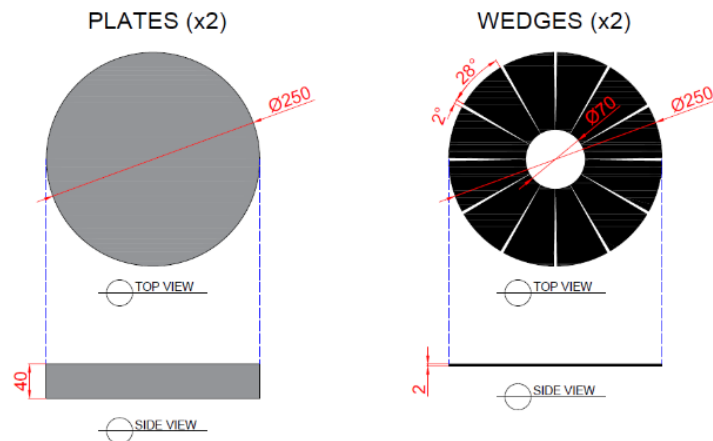 PLATES (x2)
WEDGES (x2)
Ø250
28°
2°
Ø70
Ø250
TOP VIEW
TOP VIEW
40
2
SIDE VIEW
SIDE VIEW